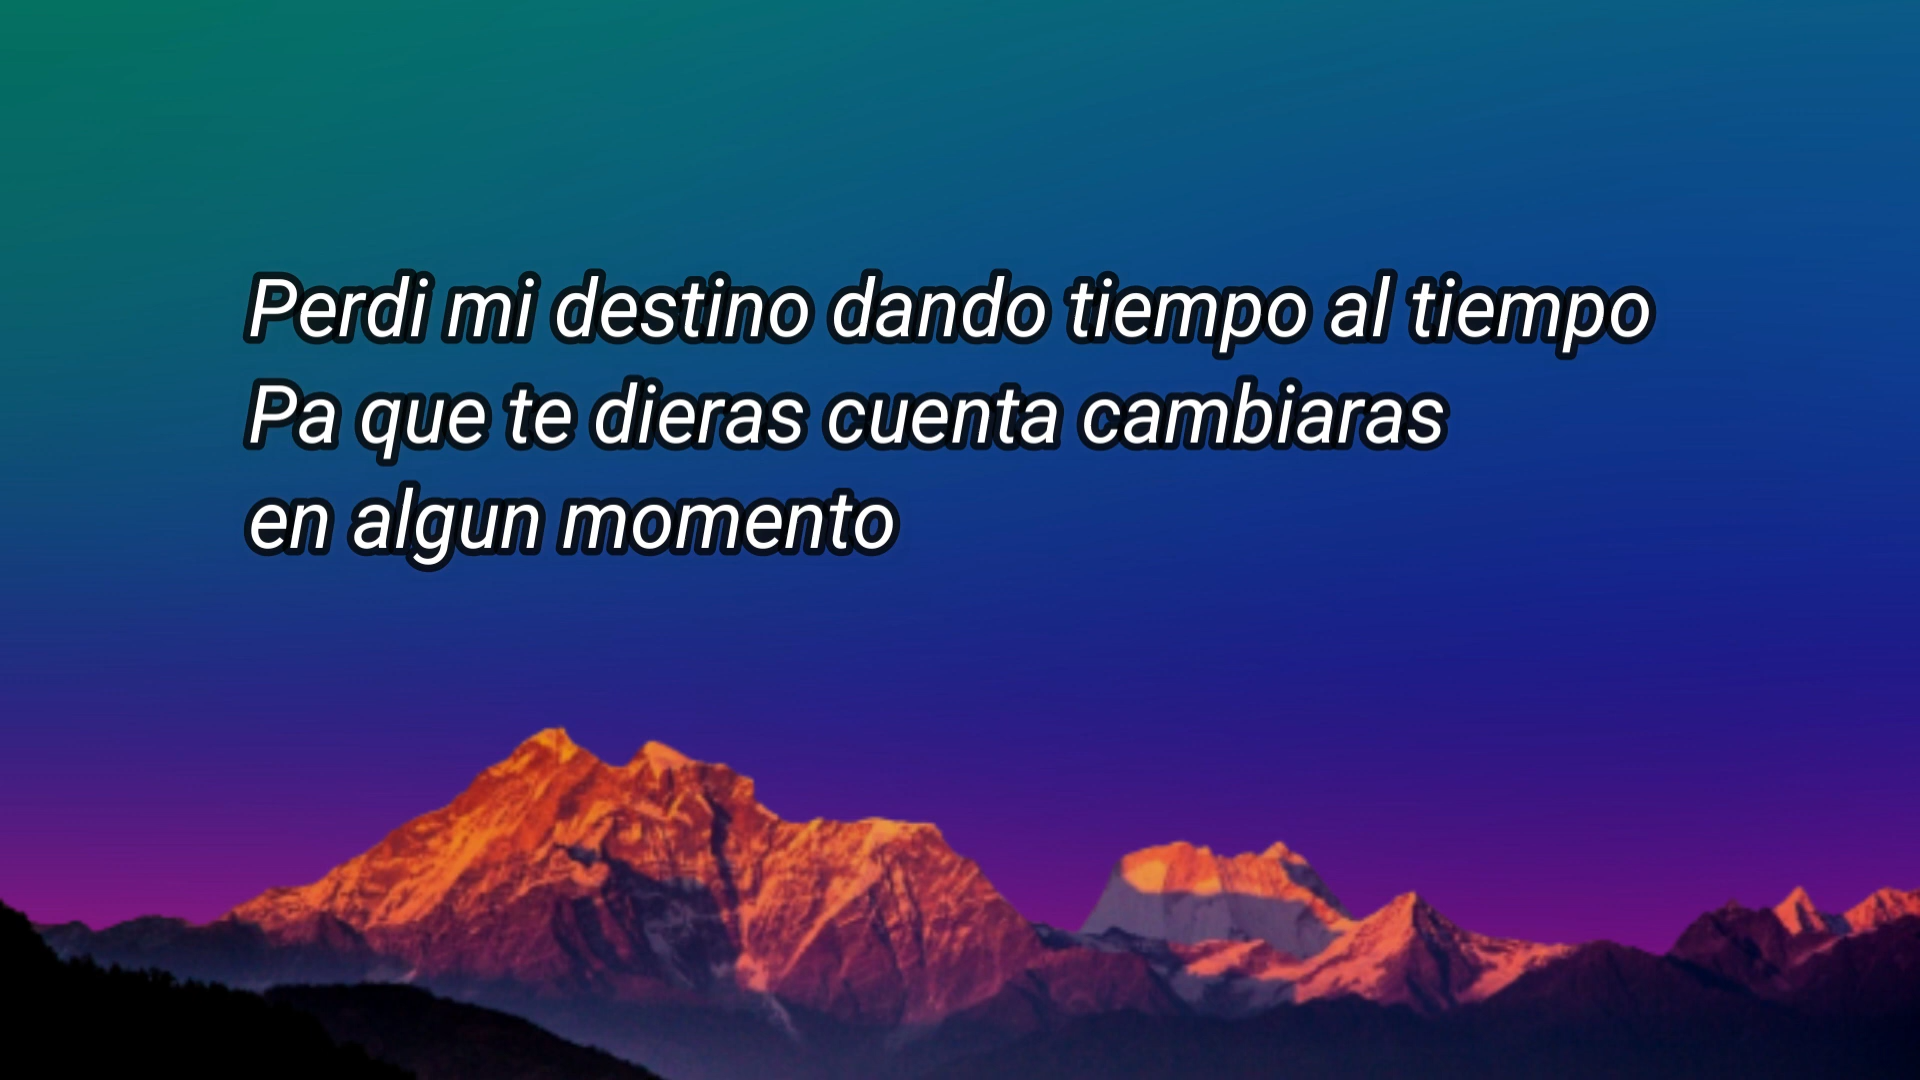 Perdi mi destino dando tiempo al tiempo
Pa que te dieras cuenta cambiaras
en algun momento